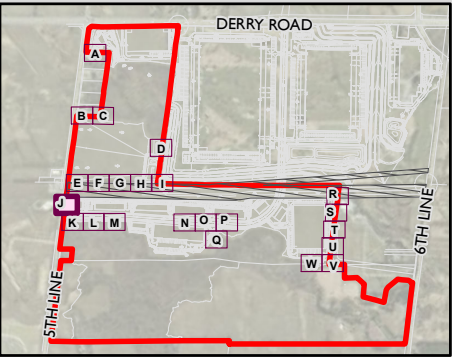 DERRY ROAD
A
B C
D
E F G H I
R
J
S
K L M N O P
T
Q
U
W V
5TH LINE
6TH LINE